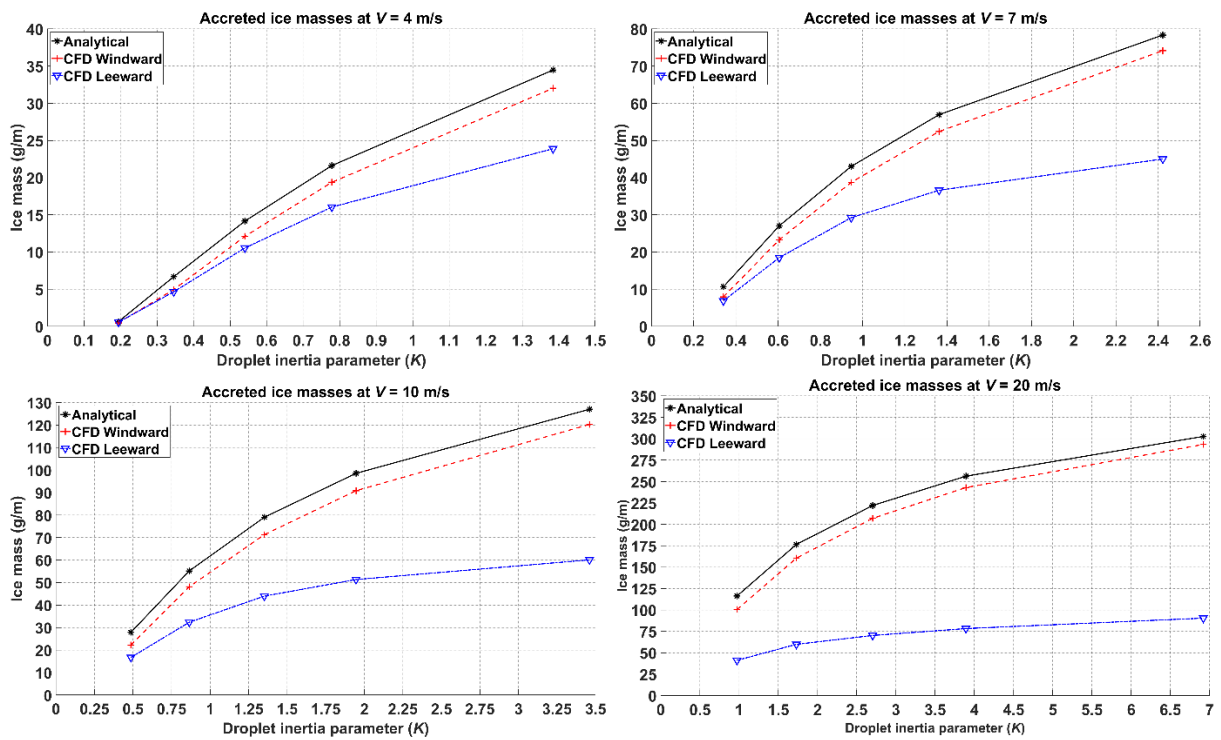 Accreted ice masses at V = 4 m/s
Analytical
CFD Windward
CFD Leeward
Ice mass (g/m)
40
35
30
25
20
15
10
5
0
0 0.1 0.2 0.3 0.4 0.5 0.6 0.7 0.8 0.9 1 1.1 1.2 1.3 1.4 1.5
Droplet inertia parameter (K)
Accreted ice masses at V = 7 m/s
Analytical
CFD Windward
CFD Leeward
Ice mass (g/m)
80
70
60
50
40
30
20
10
0
0 0.2 0.4 0.6 0.8 1 1.2 1.4 1.6 1.8 2 2.2 2.4 2.6
Droplet inertia parameter (K)
Accreted ice masses at V = 10 m/s
Analytical
CFD Windward
CFD Leeward
Ice mass (g/m)
130
120
110
100
90
80
70
60
50
40
30
20
10
0
0 0.25 0.5 0.75 1 1.25 1.5 1.75 2 2.25 2.5 2.75 3 3.25 3.5
Droplet inertia parameter (K)
Accreted ice masses at V = 20 m/s
Analytical
CFD Windward
CFD Leeward
Ice mass (g/m)
350
325
300
275
250
225
200
175
150
125
100
75
50
25
0
0 0.5 1 1.5 2 2.5 3 3.5 4 4.5 5 5.5 6 6.5 7
Droplet inertia parameter (K)